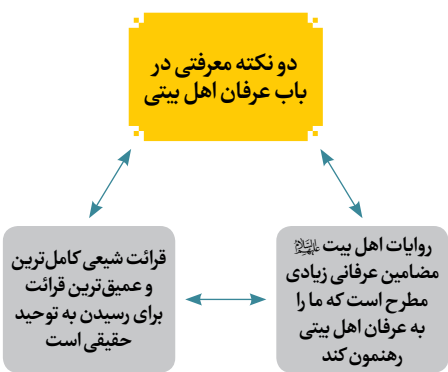 دو نکته معرفتی در
باب عرفان اهل بیتی
روایات اهل بیت علیهم‌السلام
مضامین عرفانی زیادی
مطرح است که ما را
به عرفان اهل بیتی
رهنمون کند
قرائت شیعی کامل‌ترین
و عمیق‌ترین قرائت
برای رسیدن به توحید
حقیقی است